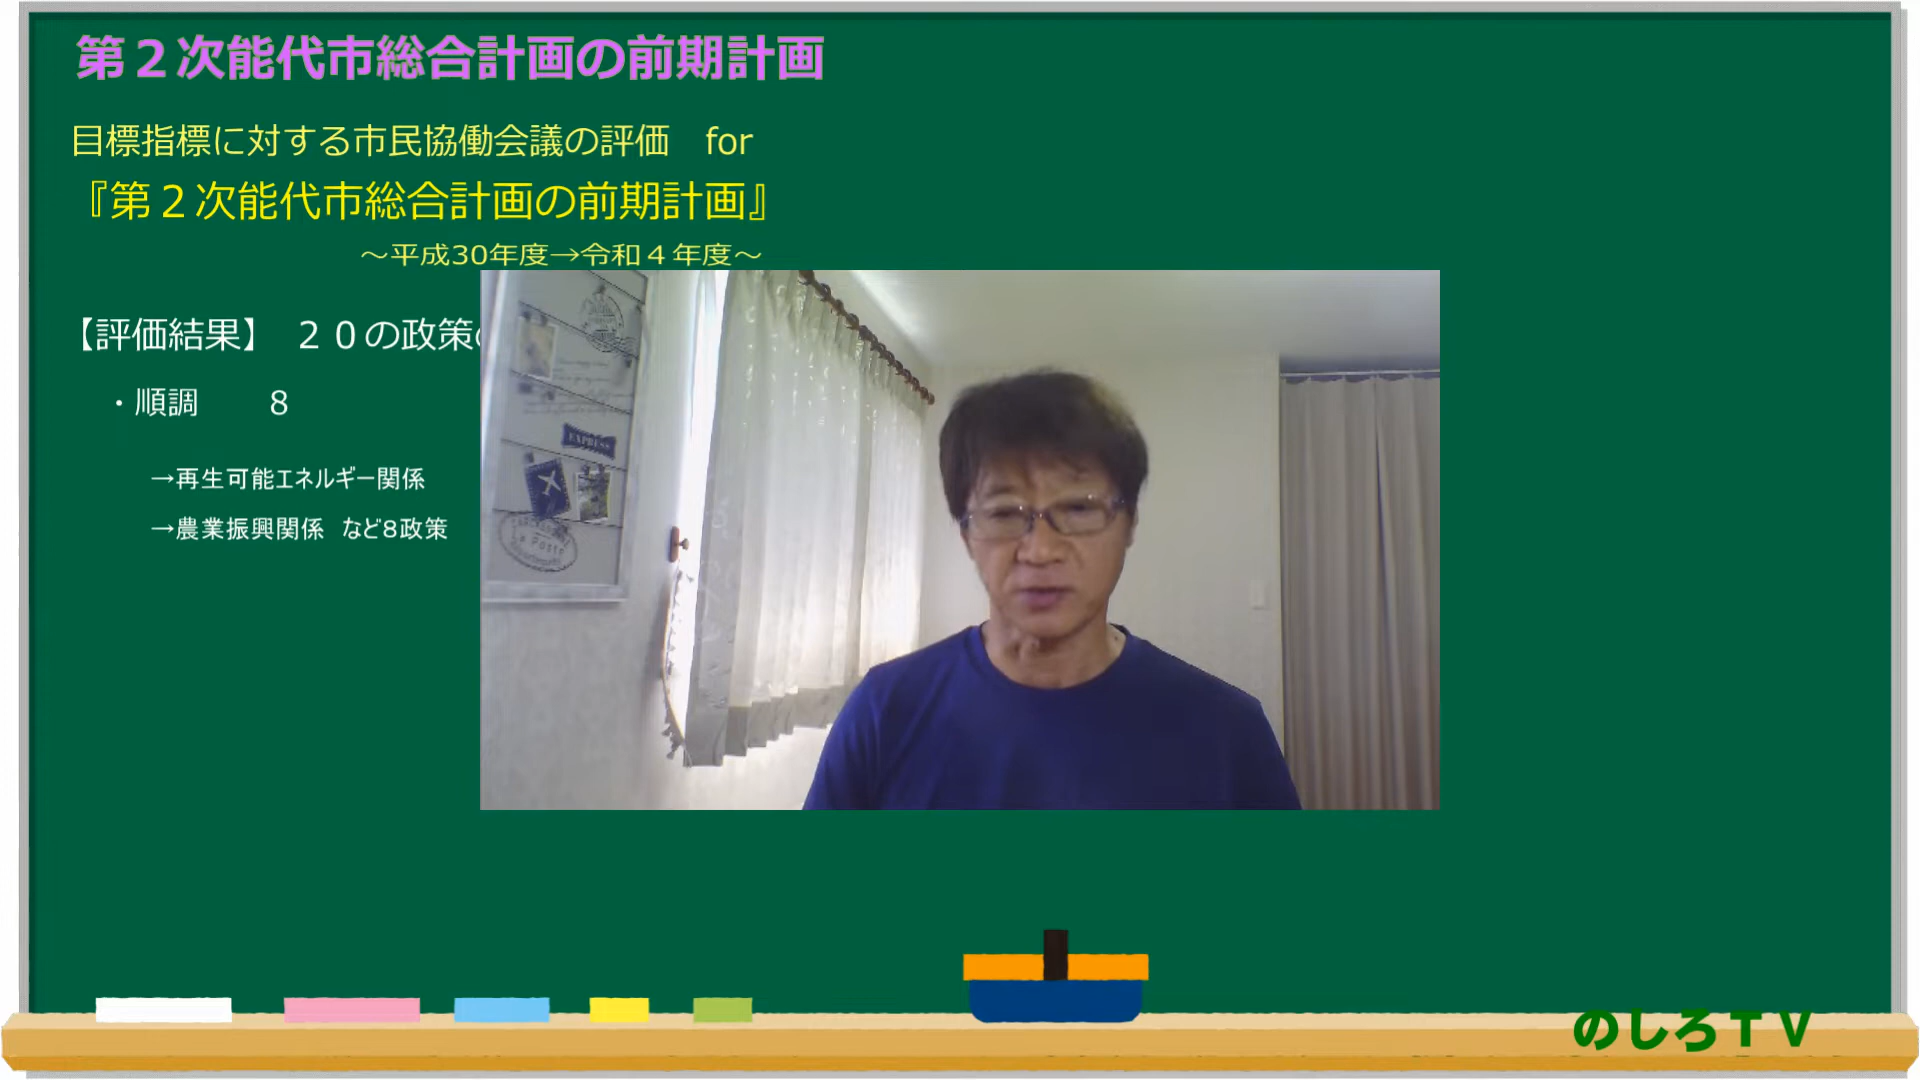 第２次能代市総合計画の前期計画
目標指標に対する市民協働会議の評価　for
『第２次能代市総合計画の前期計画』
～平成30年度→令和４年度～
【評価結果】　２０の政策
・順調　　8
→再生可能エネルギー関係
→農業振興関係 など8政策
EXPRESS
La Poste
のしろＴＶ